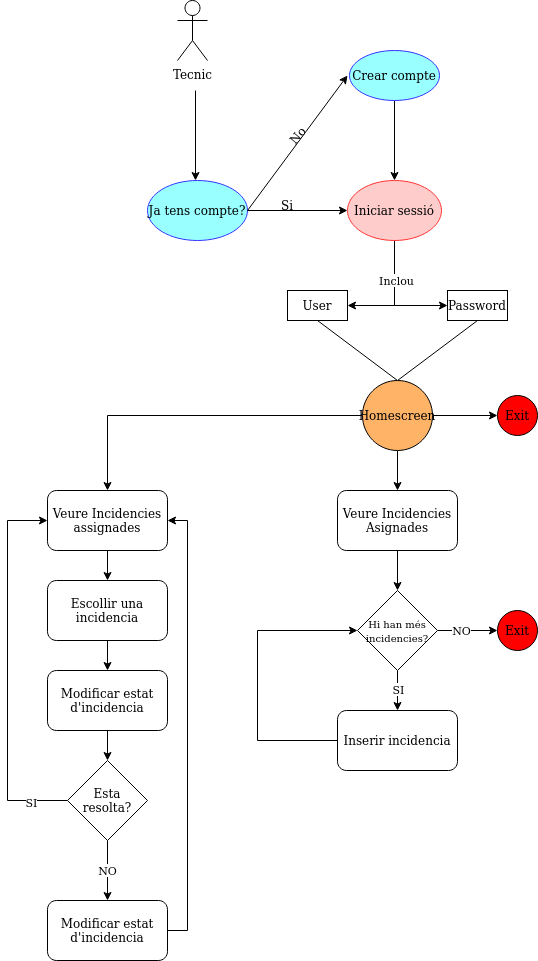 Tecnic
Crear compte
No
Ja tens compte?
Si
Iniciar sessió
Inclou
User
Password
Homescreen
Exit
Veure Incidencies
assignades
Veure Incidencies
Asignades
Escollir una
incidencia
Hi han més
incidencies?
NO
Exit
Modificar estat
d'incidencia
SI
Inserir incidencia
Esta
resolta?
SI
NO
Modificar estat
d'incidencia